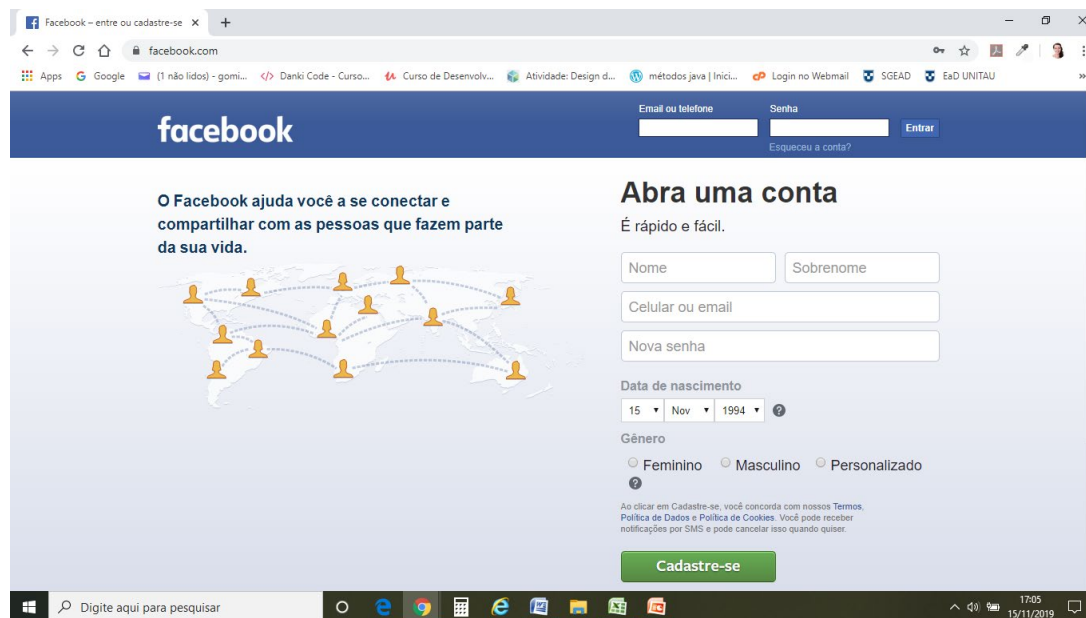 Facebook – entre ou cadastre-se
facebook.com
Apps Google (1 não lidos) - gomi... Danki Code - Curso... Curso de Desenvolv... Atividade: Design d... métodos java | Inici... Login no Webmail SGEAD EaD UNITAU
facebook
Email ou telefone Senha
Entrar
Esqueceu a conta?
O Facebook ajuda você a se conectar e
compartilhar com as pessoas que fazem parte
da sua vida.
Abra uma conta
É rápido e fácil.
Nome Sobrenome
Celular ou email
Nova senha
Data de nascimento
15 Nov 1994
Gênero
Feminino Masculino Personalizado
Ao clicar em Cadastre-se, você concorda com nossos Termos,
Política de Dados e Política de Cookies. Você pode receber
notificações por SMS e pode cancelar isso quando quiser.
Cadastre-se
Digite aqui para pesquisar
17:05
15/11/2019